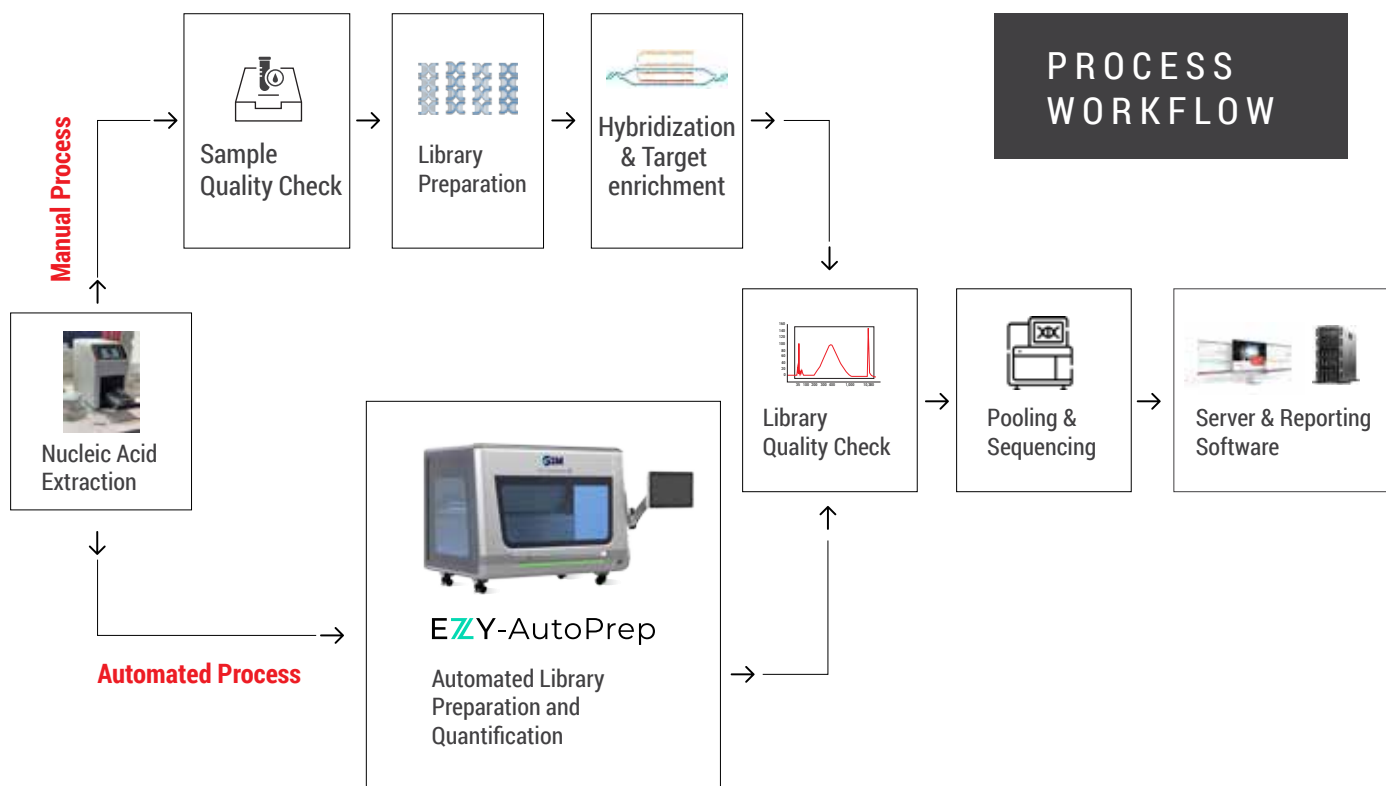 PROCESS
WORKFLOW
Manual Process
Sample
Quality Check
Library
Preparation
Hybridization
& Target
enrichment
Nucleic Acid
Extraction
Automated Process
EZY-AutoPrep
Automated Library
Preparation and
Quantification
Library
Quality Check
Pooling &
Sequencing
Server & Reporting
Software